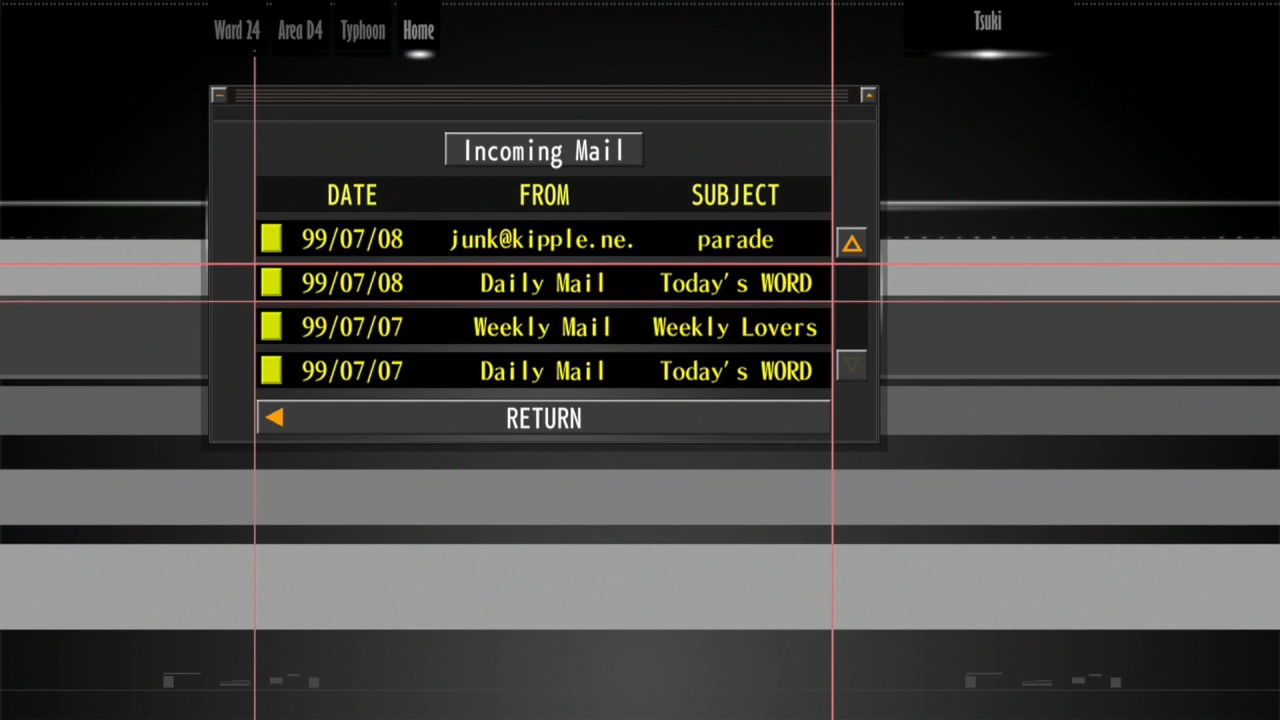 Ward 24 Area D4 Typhoon Home Tsuki
Incoming Mail
DATE FROM SUBJECT
99/07/08 junk@kipple.ne. parade
99/07/08 Daily Mail Today's WORD
99/07/07 Weekly Mail Weekly Lovers
99/07/07 Daily Mail Today's WORD
RETURN